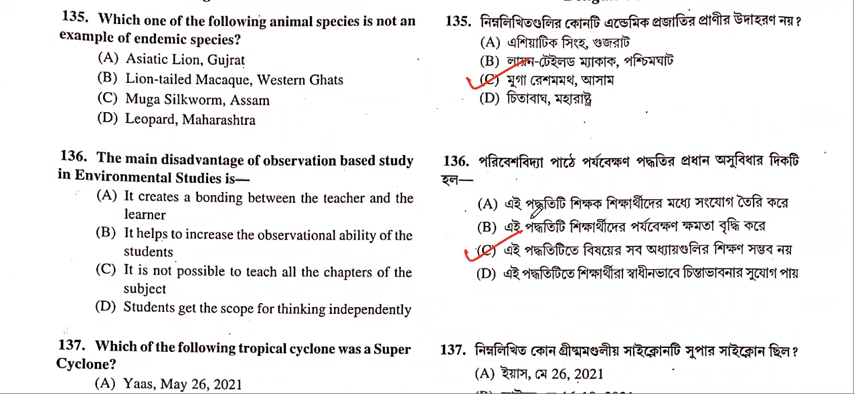 135. Which one of the following animal species is not an
example of endemic species?
(A) Asiatic Lion, Gujrat
(B) Lion-tailed Macaque, Western Ghats
(C) Muga Silkworm, Assam
(D) Leopard, Maharashtra
136. The main disadvantage of observation based study
in Environmental Studies is—
(A) It creates a bonding between the teacher and the
learner
(B) It helps to increase the observational ability of the
students
(C) It is not possible to teach all the chapters of the
subject
(D) Students get the scope for thinking independently
137. Which of the following tropical cyclone was a Super
Cyclone?
(A) Yaas, May 26, 2021
135. নিম্নলিখিতগুলির কোনটি এন্ডেমিক প্রজাতির প্রাণীর উদাহরণ নয়?
(A) এশিয়াটিক সিংহ, গুজরাট
(B) লায়ন-টেইলড ম্যাকাক, পশ্চিমঘাট
(C) মুগা রেশমমথ, আসাম
(D) চিতাবাঘ, মহারাষ্ট্র
136. পরিবেশবিদ্যা পাঠে পর্যবেক্ষণ পদ্ধতির প্রধান অসুবিধার দিকটি
হল—
(A) এই পদ্ধতিটি শিক্ষক শিক্ষার্থীদের মধ্যে সংযোগ তৈরি করে
(B) এই পদ্ধতিটি শিক্ষার্থীদের পর্যবেক্ষণ ক্ষমতা বৃদ্ধি করে
(C) এই পদ্ধতিটিতে বিষয়ের সব অধ্যায়গুলির শিক্ষণ সম্ভব নয়
(D) এই পদ্ধতিটিতে শিক্ষার্থীরা স্বাধীনভাবে চিন্তাভাবনার সুযোগ পায়
137. নিম্নলিখিত কোন গ্রীষ্মমণ্ডলীয় সাইক্লোনটি সুপার সাইক্লোন ছিল?
(A) ইয়াস, মে 26, 2021